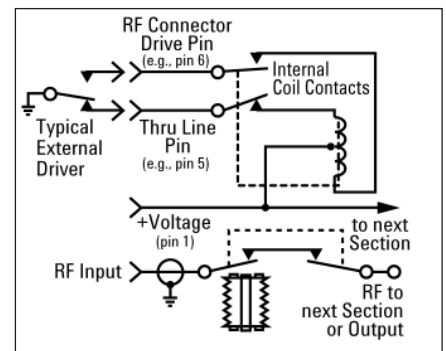 RF Connector
Drive Pin
(e.g., pin 6)
Internal
Coil Contacts
Typical
External
Driver
Thru Line
Pin
(e.g., pin 5)
+Voltage
(pin 1)
to next
Section
RF Input
RF to
next Section
or Output